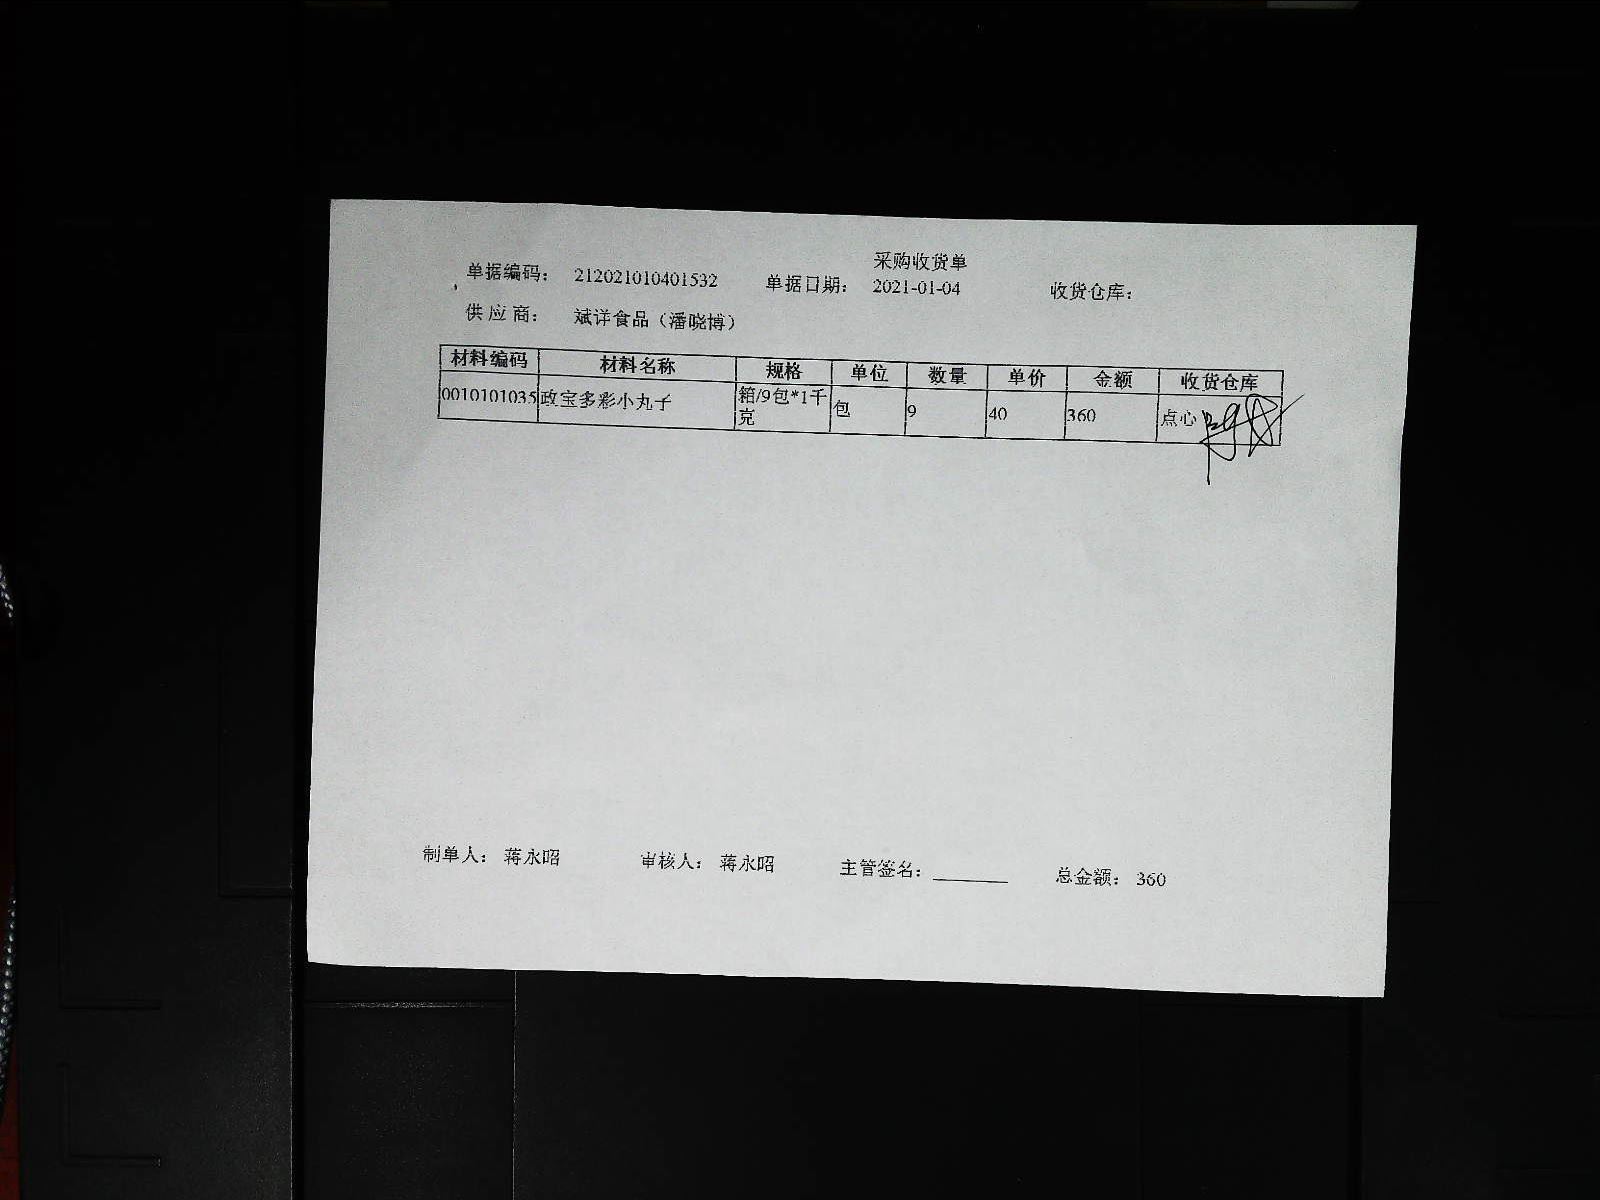 采购收货单
单据编码： 212021010401532 单据日期： 2021-01-04 收货仓库：
供 应 商： 斌详食品（潘晓博）
材料编码 材料名称 规格 单位 数量 单价 金额 收货仓库
0010101035 政宝多彩小丸子 箱/9包*1千克 包 9 40 360 点心
制单人： 蒋永昭 审核人： 蒋永昭 主管签名：______ 总金额： 360